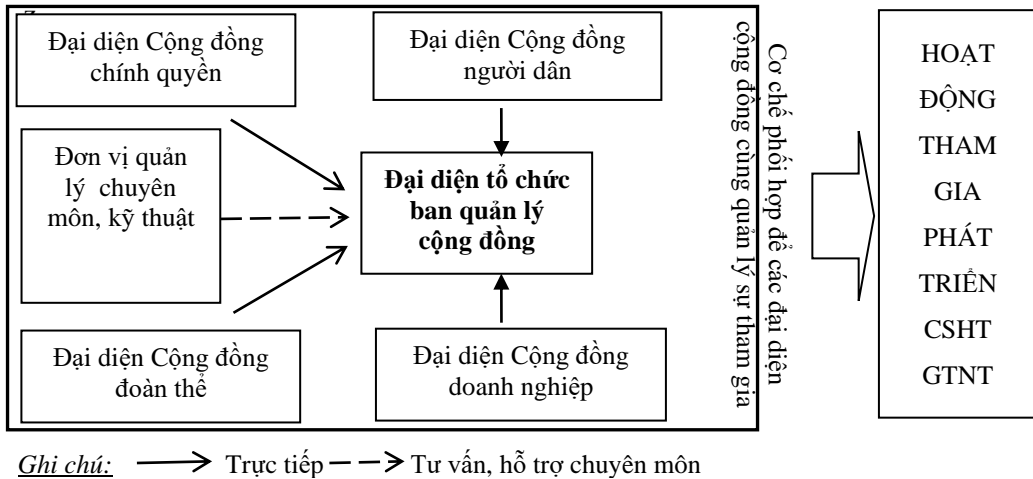 Đại diện Cộng đồng
chính quyền
Đại diện Cộng đồng
người dân
Đơn vị quản
lý chuyên
môn, kỹ thuật
Đại diện tổ chức
ban quản lý
cộng đồng
Đại diện Cộng đồng
đoàn thể
Đại diện Cộng đồng
doanh nghiệp
Cơ chế phối hợp để các đại diện
cộng đồng cùng quản lý sự tham gia
HOẠT
ĐỘNG
THAM
GIA
PHÁT
TRIỂN
CSHT
GTNT
Ghi chú: Trực tiếp Tư vấn, hỗ trợ chuyên môn